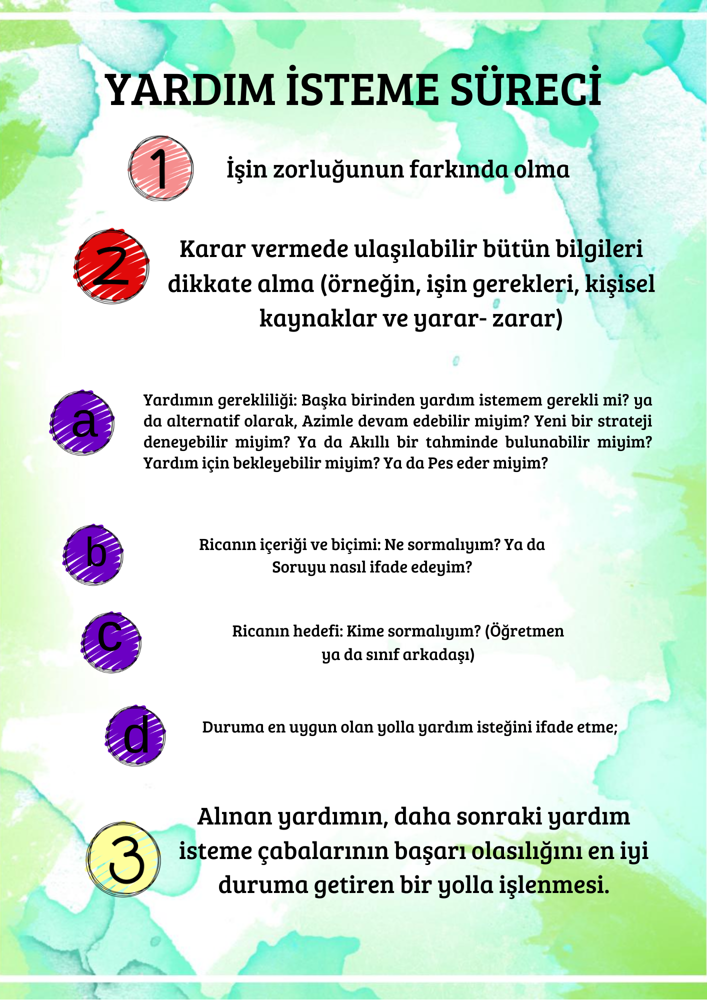 YARDIM İSTEME SÜRECİ
1
İşin zorluğunun farkında olma
2
Karar vermede ulaşılabilir bütün bilgileri
dikkate alma (örneğin, işin gerekleri, kişisel
kaynaklar ve yarar- zarar)
a
Yardımın gerekliliği: Başka birinden yardım istemem gerekli mi? ya
da alternatif olarak, Azimle devam edebilir miyim? Yeni bir strateji
deneyebilir miyim? Ya da Akıllı bir tahminde bulunabilir miyim?
Yardım için bekleyebilir miyim? Ya da Pes eder miyim?
b
Ricanın içeriği ve biçimi: Ne sormalıyım? Ya da
Soruyu nasıl ifade edeyim?
c
Ricanın hedefi: Kime sormalıyım? (Öğretmen
ya da sınıf arkadaşı)
d
Duruma en uygun olan yolla yardım isteğini ifade etme;
3
Alınan yardımın, daha sonraki yardım
isteme çabalarının başarı olasılığını en iyi
duruma getiren bir yolla işlenmesi.